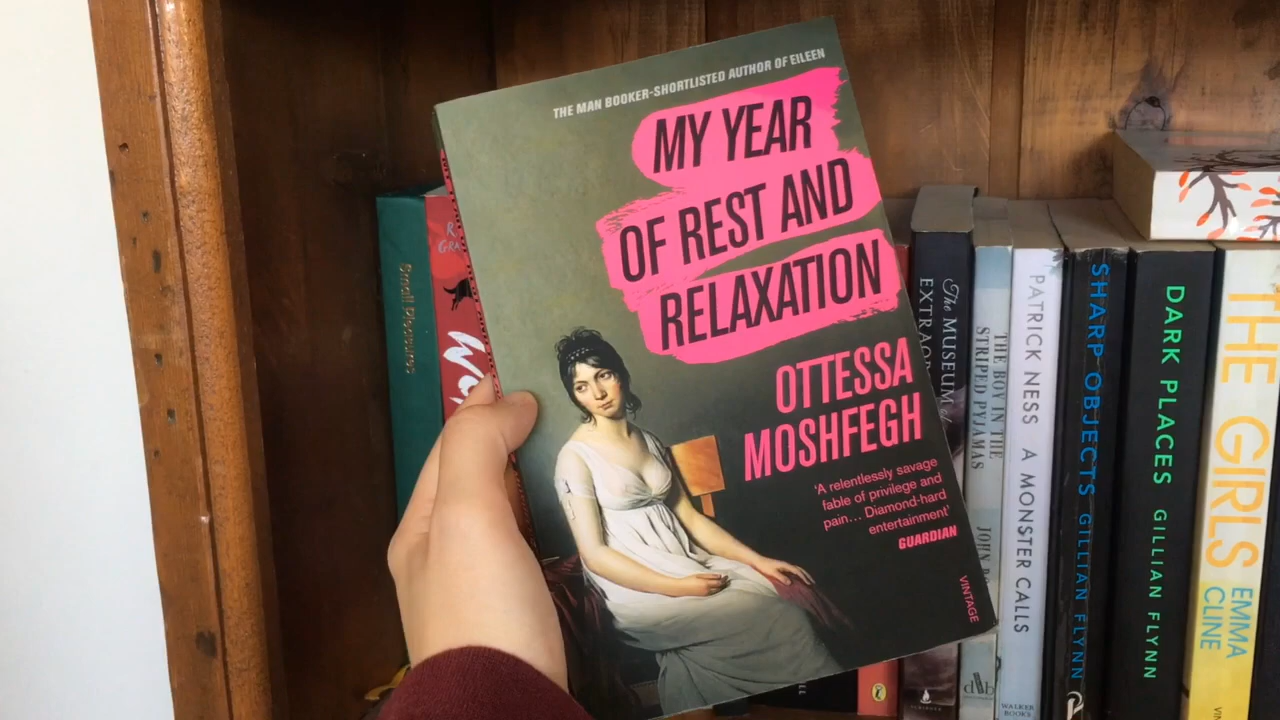 THE MAN BOOKER-SHORTLISTED AUTHOR OF EILEEN
MY YEAR
OF REST AND
RELAXATION
OTTESSA
MOSHFEGH
'A relentlessly savage
fable of privilege and
pain... Diamond-hard
entertainment'
GUARDIAN
VINTAGE
Small Pleasures
The MUSEUM of
THE BOY IN THE
STRIPED PYJAMAS
PATRICK NESS A MONSTER CALLS
WALKER
BOOKS
SHARP OBJECTS GILLIAN FLYNN
DARK PLACES GILLIAN FLYNN
THE GIRLS
EMMA
CLINE